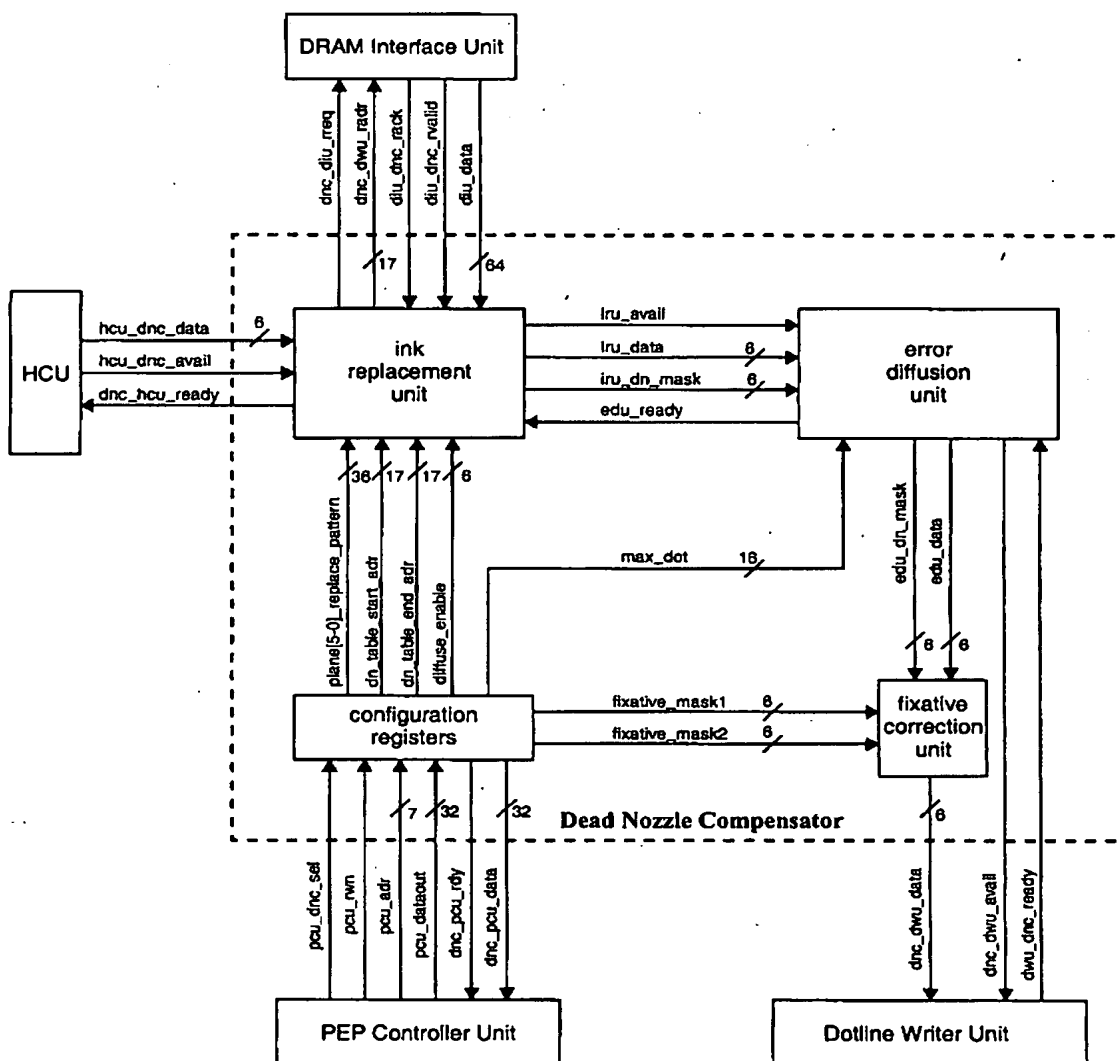 DRAM Interface Unit
dnc_diu_rreq
dnc_dwu_radr
diu_dnc_rack
diu_dnc_rvalid
diu_data
17
64
HCU
hcu_dnc_data
6
hcu_dnc_avail
dnc_hcu_ready
ink
replacement
unit
iru_avail
iru_data
6
iru_dn_mask
6
edu_ready
error
diffusion
unit
36
17
17
6
plane[5-0]_replace_pattern
dn_table_start_adr
dn_table_end_adr
diffuse_enable
max_dot
16
edu_dn_mask
edu_data
6
6
configuration
registers
fixative_mask1
6
fixative_mask2
6
fixative
correction
unit
7
32
32
Dead Nozzle Compensator
6
pcu_dnc_sel
pcu_rwn
pcu_adr
pcu_dataout
dnc_pcu_rdy
dnc_pcu_data
dnc_dwu_data
dnc_dwu_avail
dwu_dnc_ready
PEP Controller Unit
Dotline Writer Unit